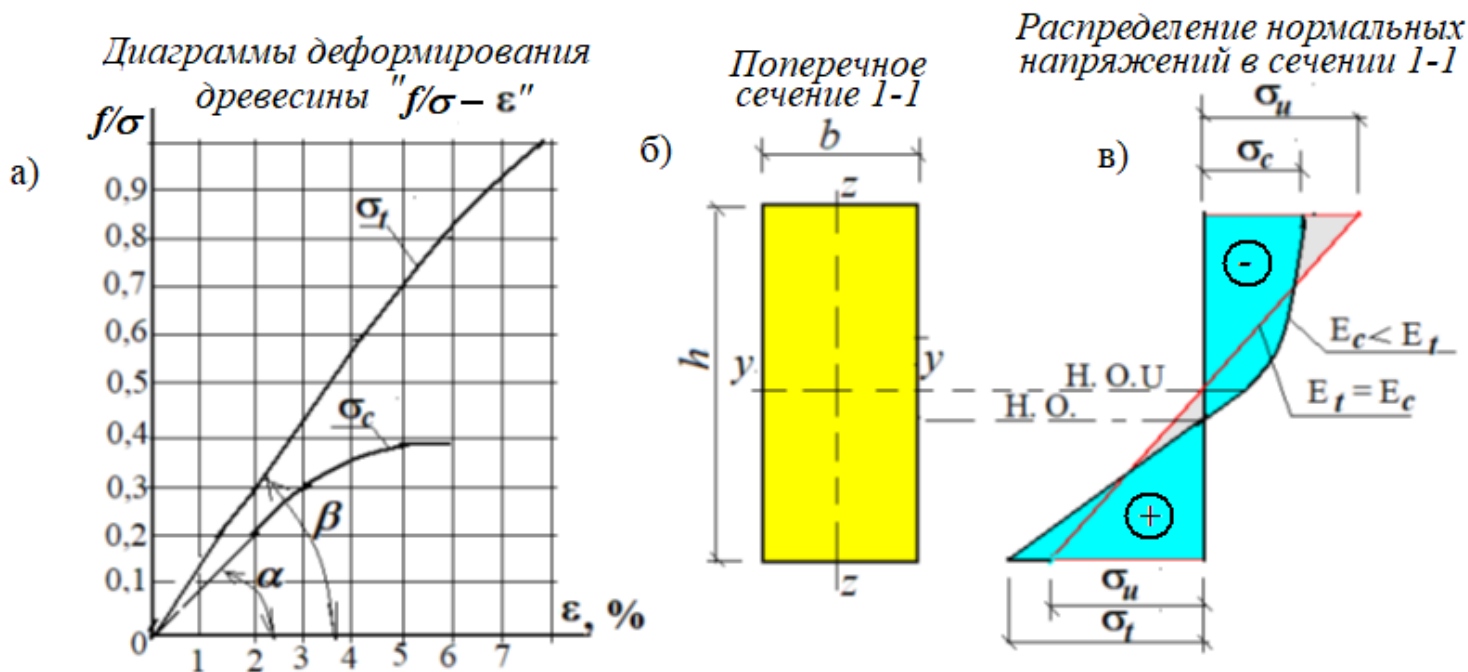 Диаграммы деформирования
древесины "f/σ – ε"
f/σ
а)
0,9
0,8
0,7
0,6
0,5
0,4
0,3
0,2
0.1
0
1
2
3
4
5
6
7
ε, %
σt
σc
β
α
Поперечное
сечение 1-1
б)
b
z
h
y
y
z
Распределение нормальных
напряжений в сечении 1-1
в)
σu
σc
-
Ec< Et
Н. О.U
Et = Ec
Н. О.
+
σu
σt